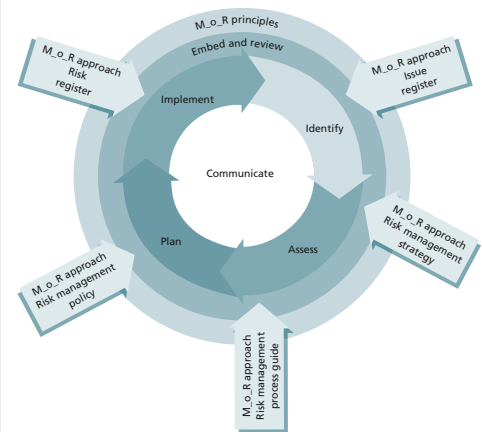 M_o_R principles
Embed and review
M_o_R approach
Risk
register
M_o_R approach
Issue
register
Implement
Identify
Communicate
M_o_R approach
Risk management
strategy
Plan
Assess
M_o_R approach
Risk management
policy
M_o_R approach
Risk management
process guide